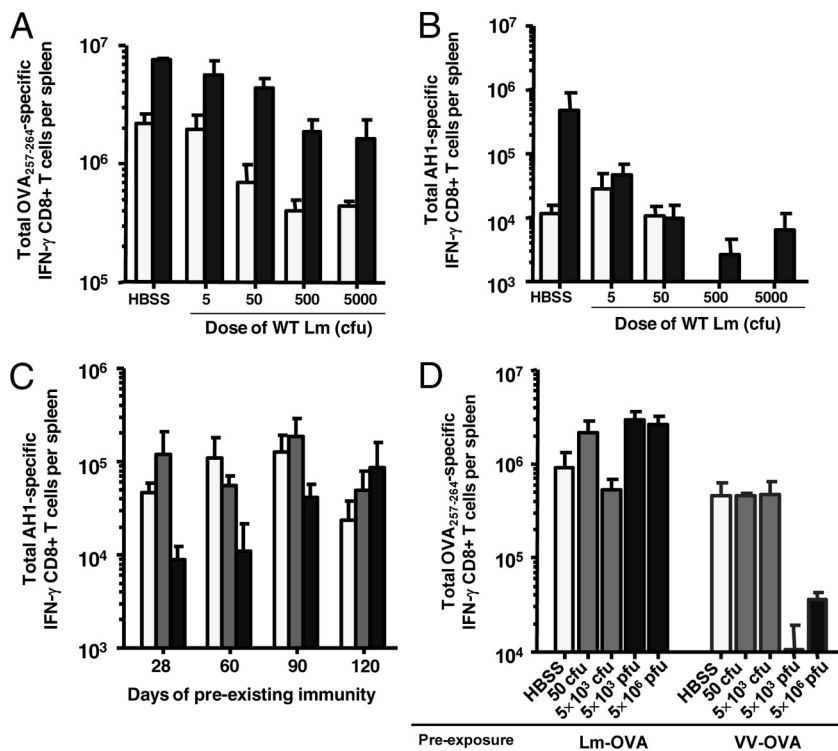 A
Total OVA257-264-specific
IFN-γ CD8+ T cells per spleen
10⁷
10⁶
10⁵
HBSS 5 50 500 5000
Dose of WT Lm (cfu)
B
Total AH1-specific
IFN-γ CD8+ T cells per spleen
10⁷
10⁶
10⁵
10⁴
10³
HBSS 5 50 500 5000
Dose of WT Lm (cfu)
C
Total AH1-specific
IFN-γ CD8+ T cells per spleen
10⁶
10⁵
10⁴
10³
28 60 90 120
Days of pre-existing immunity
D
Total OVA257-264-specific
IFN-γ CD8+ T cells per spleen
10⁷
10⁶
10⁵
10⁴
HBSS 50 cfu 5×10³ cfu 5×10³ pfu 5×10⁶ pfu HBSS 50 cfu 5×10³ cfu 5×10³ pfu 5×10⁶ pfu
Pre-exposure Lm-OVA VV-OVA